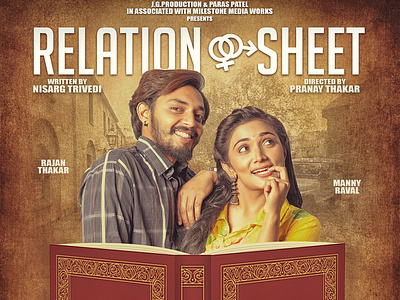 J.G.PRODUCTION & PARAS PATEL
IN ASSOCIATED WITH MILESTONE MEDIA WORKS
PRESENTS
RELATION SHEET
WRITTEN BY
NISARG TRIVEDI
DIRECTED BY
PRANAY THAKAR
RAJAN
THAKAR
MANNY
RAVAL